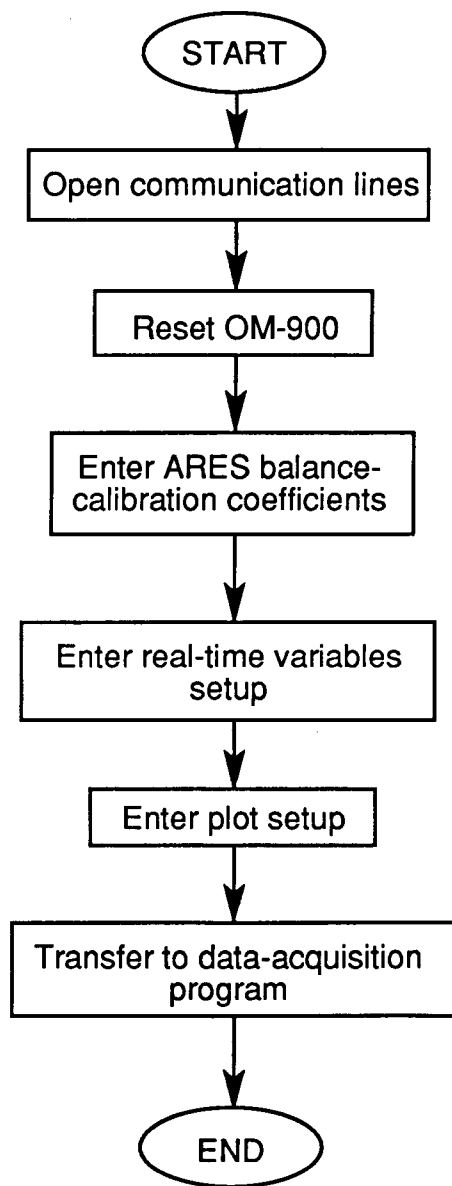 START
Open communication lines
Reset OM-900
Enter ARES balance-
calibration coefficients
Enter real-time variables
setup
Enter plot setup
Transfer to data-acquisition
program
END